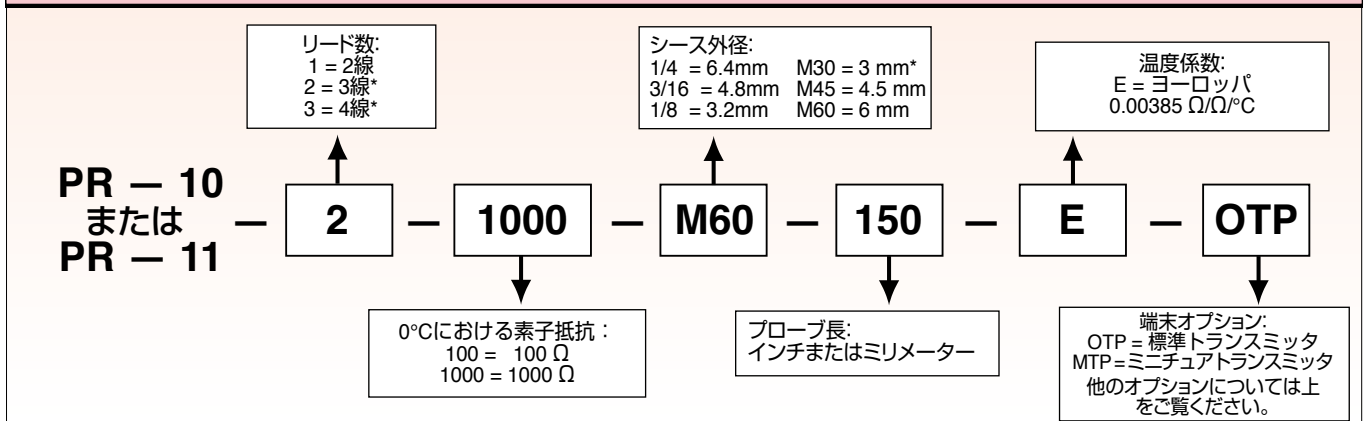 リード数:
1 = 2線
2 = 3線*
3 = 4線*
シース外径:
1/4 = 6.4mm M30 = 3 mm*
3/16 = 4.8mm M45 = 4.5 mm
1/8 = 3.2mm M60 = 6 mm
温度係数:
E = ヨーロッパ
0.00385 Ω/Ω/°C
PR — 10
または
PR — 11
— 2 — 1000 — M60 — 150 — E — OTP
0°Cにおける素子抵抗：
100 = 100 Ω
1000 = 1000 Ω
プローブ長:
インチまたはミリメーター
端末オプション:
OTP = 標準トランスミッタ
MTP=ミニチュアトランスミッタ
他のオプションについては上
をご覧ください。